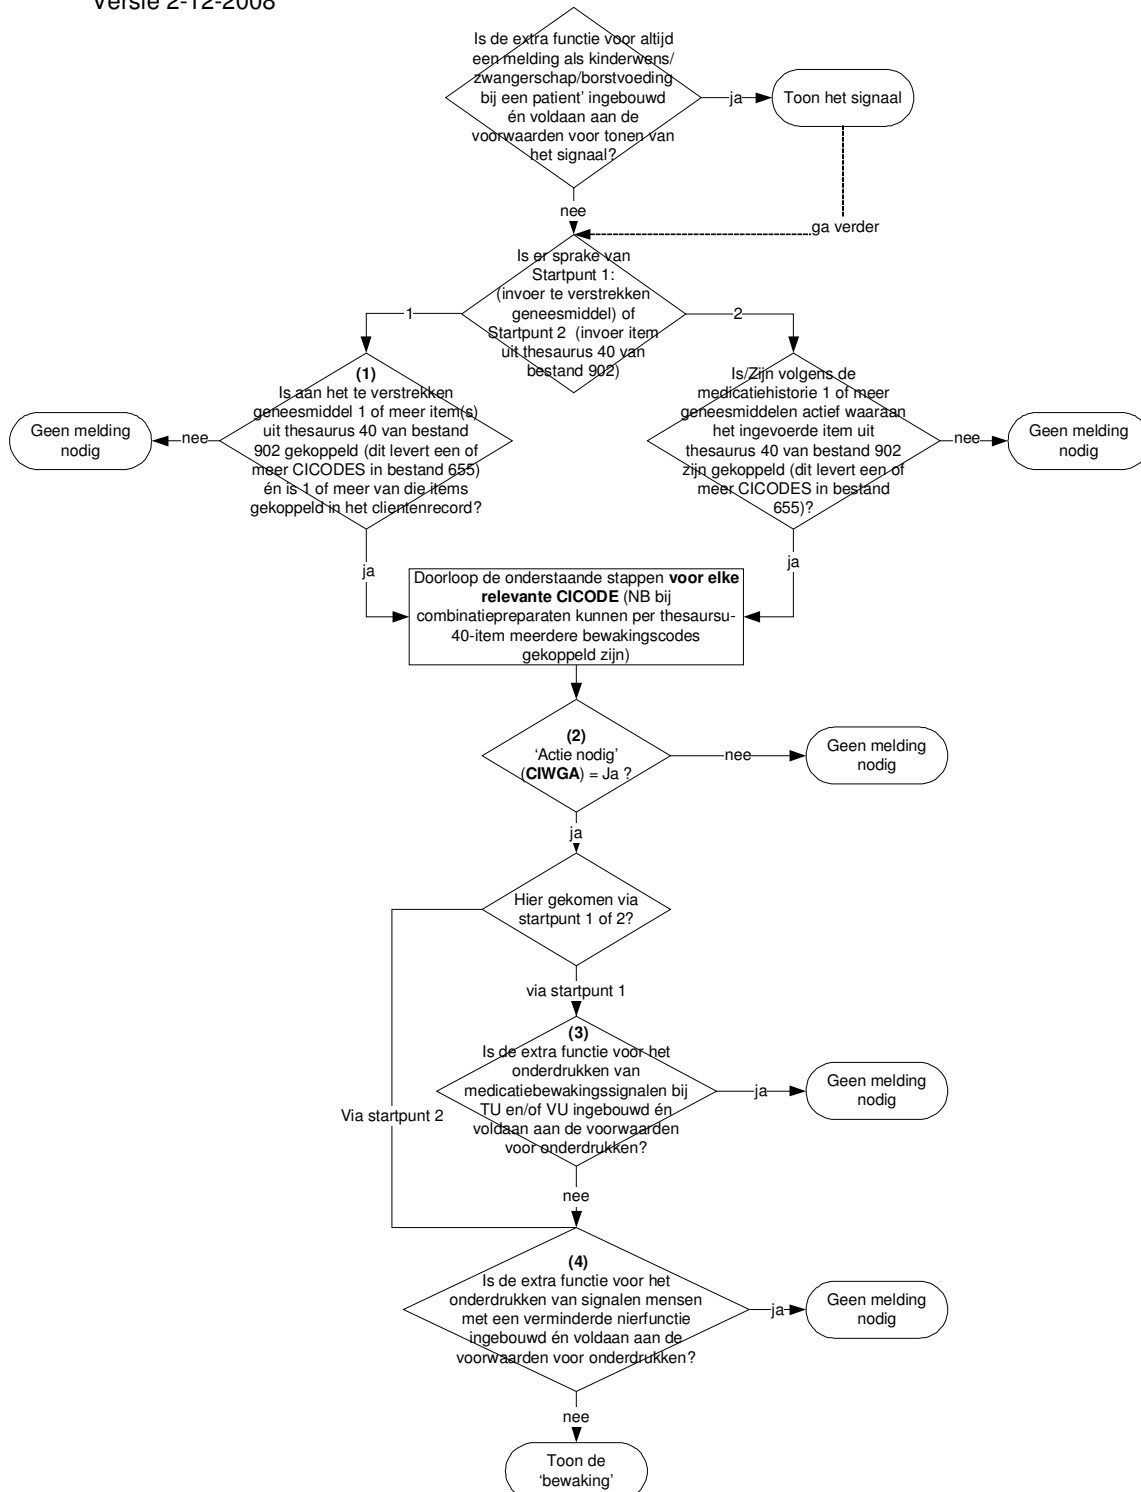 Versie 2-12-2008
Is de extra functie voor altijd
een melding als kinderwens/
zwangerschap/borstvoeding
bij een patient' ingebouwd
én voldaan aan de
voorwaarden voor tonen van
het signaal?
ja
Toon het signaal
nee
ga verder
Is er sprake van
Startpunt 1:
(invoer te verstrekken
geneesmiddel) of
Startpunt 2 (invoer item
uit thesaurus 40 van
bestand 902)
1
2
(1)
Is aan het te verstrekken
geneesmiddel 1 of meer item(s)
uit thesaurus 40 van bestand
902 gekoppeld (dit levert een of
meer CICODES in bestand 655)
én is 1 of meer van die items
gekoppeld in het clientenrecord?
nee
Geen melding
nodig
Is/Zijn volgens de
medicatiehistorie 1 of meer
geneesmiddelen actief waaraan
het ingevoerde item uit
thesaurus 40 van bestand 902
zijn gekoppeld (dit levert een of
meer CICODES in bestand
655)?
nee
Geen melding
nodig
ja
ja
Doorloop de onderstaande stappen voor elke
relevante CICODE (NB bij
combinatiepreparaten kunnen per thesaursu-
40-item meerdere bewakingscodes
gekoppeld zijn)
(2)
'Actie nodig'
(CIWGA) = Ja ?
nee
Geen melding
nodig
ja
Hier gekomen via
startpunt 1 of 2?
via startpunt 1
Via startpunt 2
(3)
Is de extra functie voor het
onderdrukken van
medicatiebewakingssignalen bij
TU en/of VU ingebouwd én
voldaan aan de voorwaarden
voor onderdrukken?
ja
Geen melding
nodig
nee
(4)
Is de extra functie voor het
onderdrukken van signalen mensen
met een verminderde nierfunctie
ingebouwd én voldaan aan de
voorwaarden voor onderdrukken?
ja
Geen melding
nodig
nee
Toon de
'bewaking'